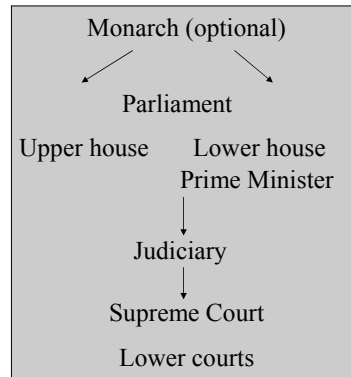 Monarch (optional)
Parliament
Upper house Lower house
Prime Minister
Judiciary
Supreme Court
Lower courts